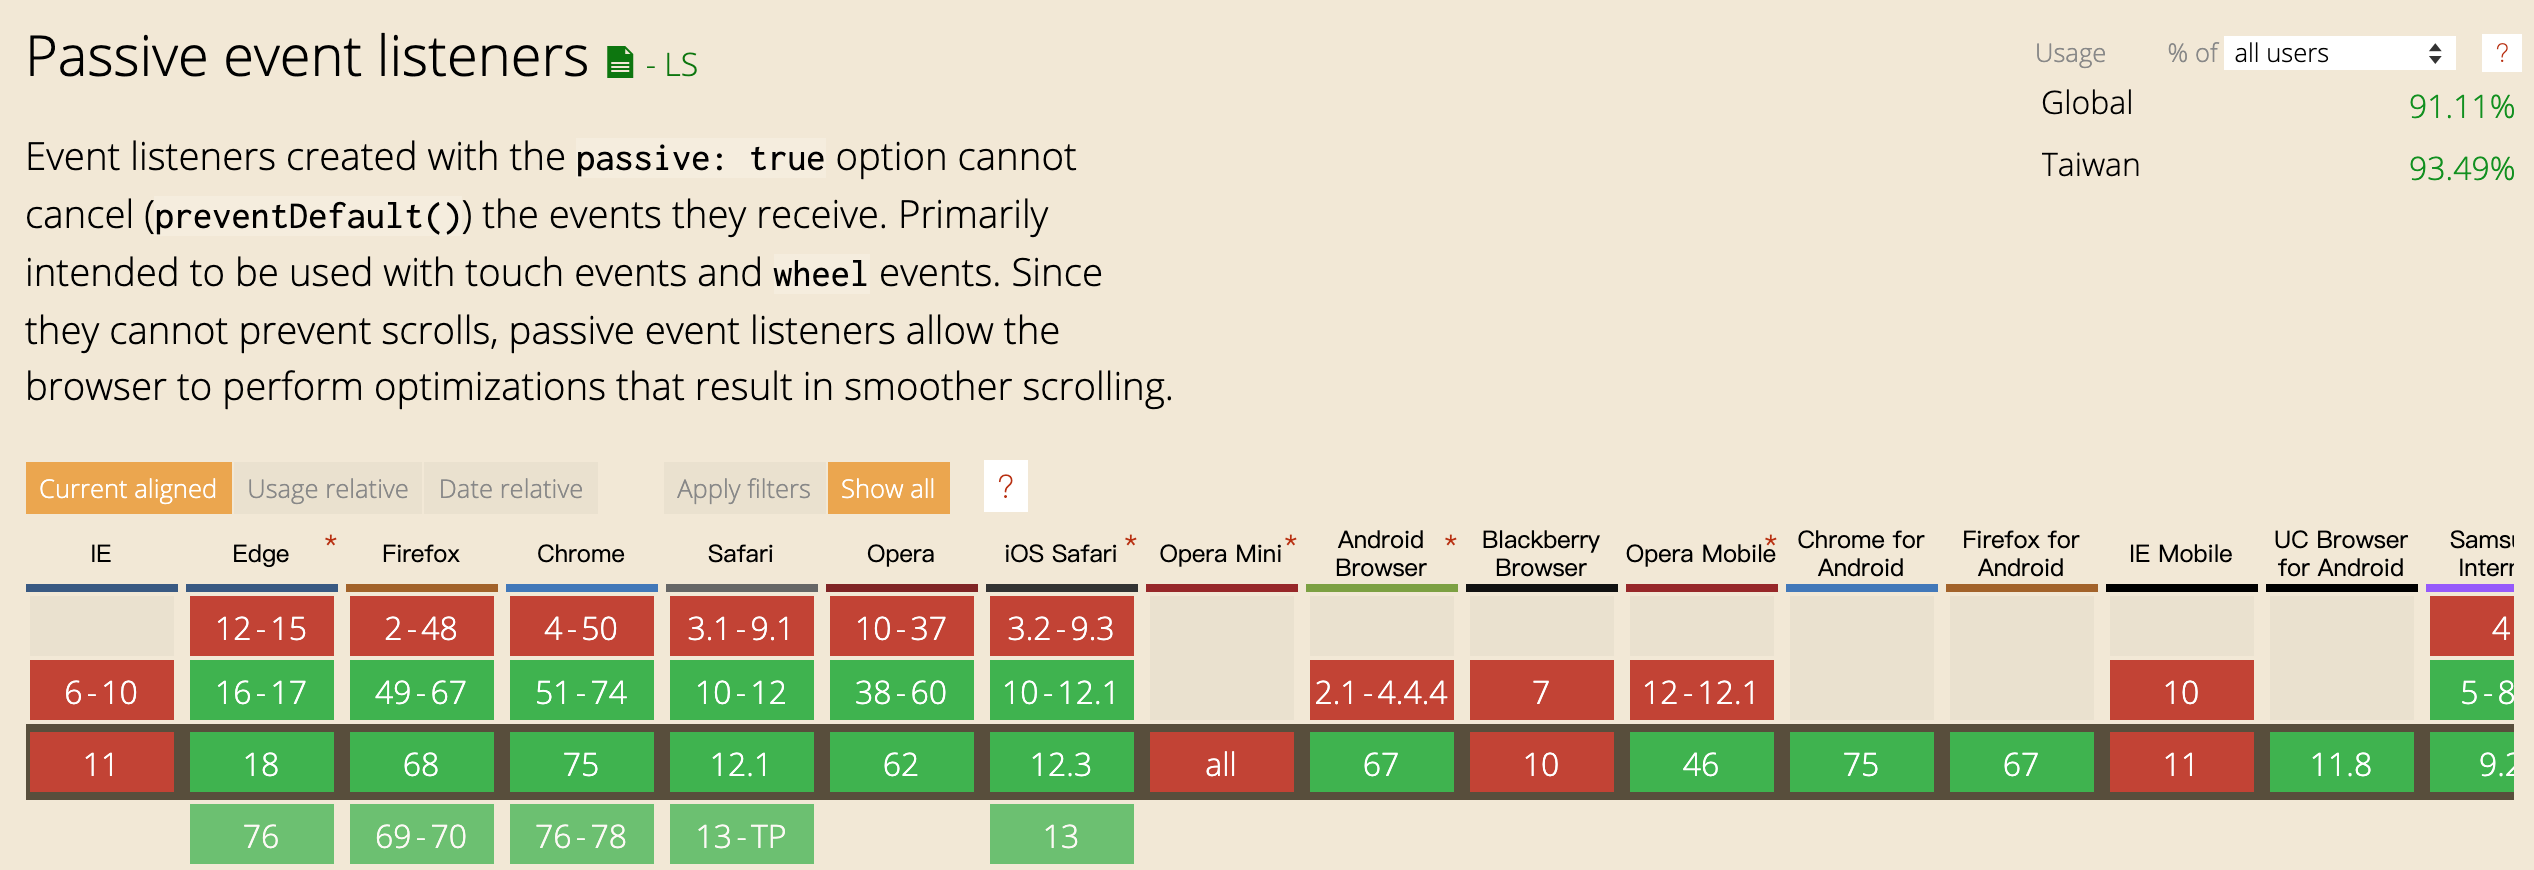 Passive event listeners - LS
Usage % of all users ?
Global 91.11%
Taiwan 93.49%
Event listeners created with the passive: true option cannot
cancel (preventDefault()) the events they receive. Primarily
intended to be used with touch events and wheel events. Since
they cannot prevent scrolls, passive event listeners allow the
browser to perform optimizations that result in smoother scrolling.
Current aligned Usage relative Date relative Apply filters Show all ?
IE Edge * Firefox Chrome Safari Opera iOS Safari * Opera Mini * Android Browser * Blackberry Browser Opera Mobile * Chrome for Android Firefox for Android IE Mobile UC Browser for Android
12-15 2-48 4-50 3.1-9.1 10-37 3.2-9.3 4
6-10 16-17 49-67 51-74 10-12 38-60 10-12.1 2.1-4.4.4 7 12-12.1 10 5-8
11 18 68 75 12.1 62 12.3 all 67 10 46 75 67 11 11.8 9.2
76 69-70 76-78 13-TP 13